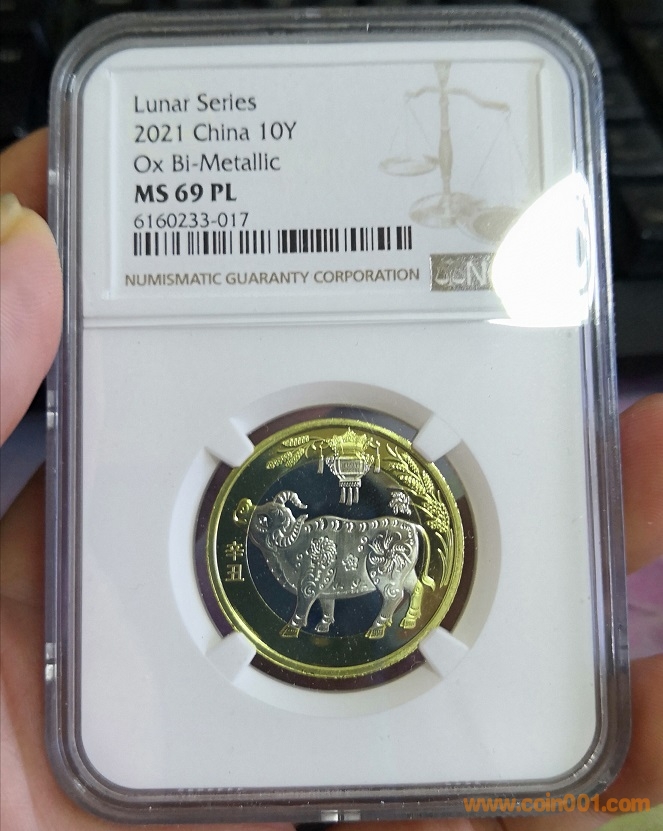 Lunar Series
2021 China 10Y
Ox Bi-Metallic
MS 69 PL
6160233-017
NUMISMATIC GUARANTY CORPORATION
辛丑
www.coin001.com